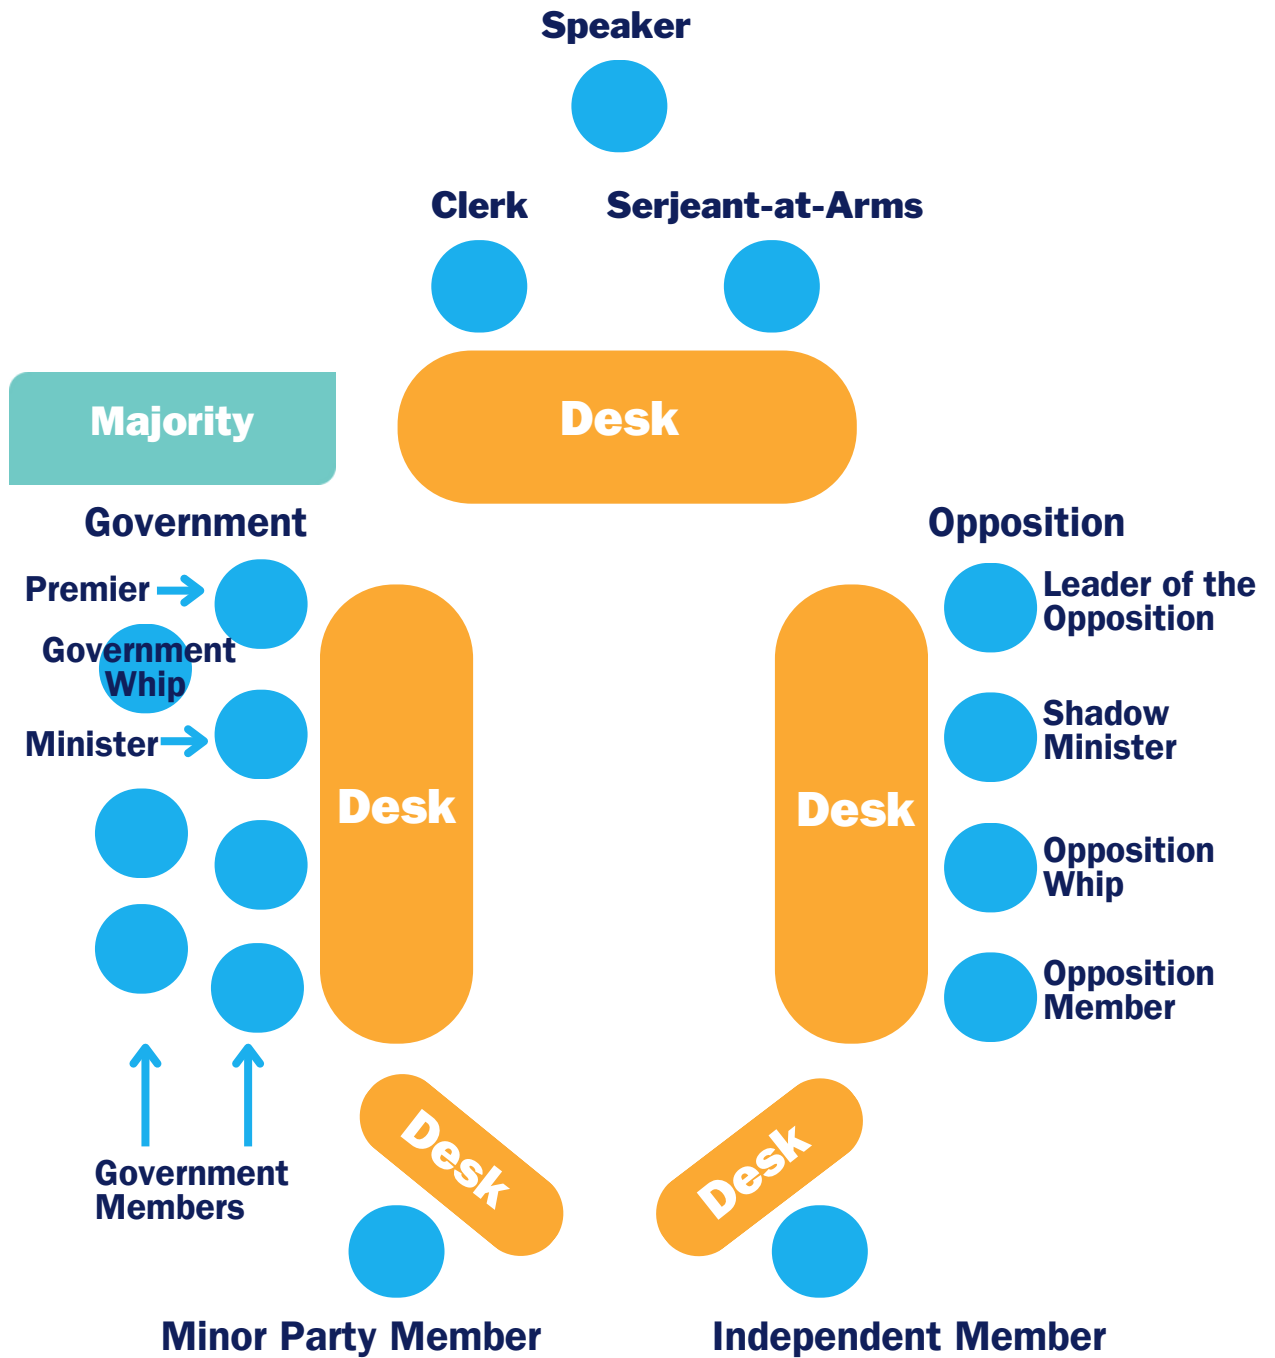 Speaker
Clerk
Serjeant-at-Arms
Desk
Majority
Government
Opposition
Premier
Government
Whip
Minister
Desk
Desk
Leader of the
Opposition
Shadow
Minister
Opposition
Whip
Opposition
Member
Government
Members
Desk
Desk
Minor Party Member
Independent Member